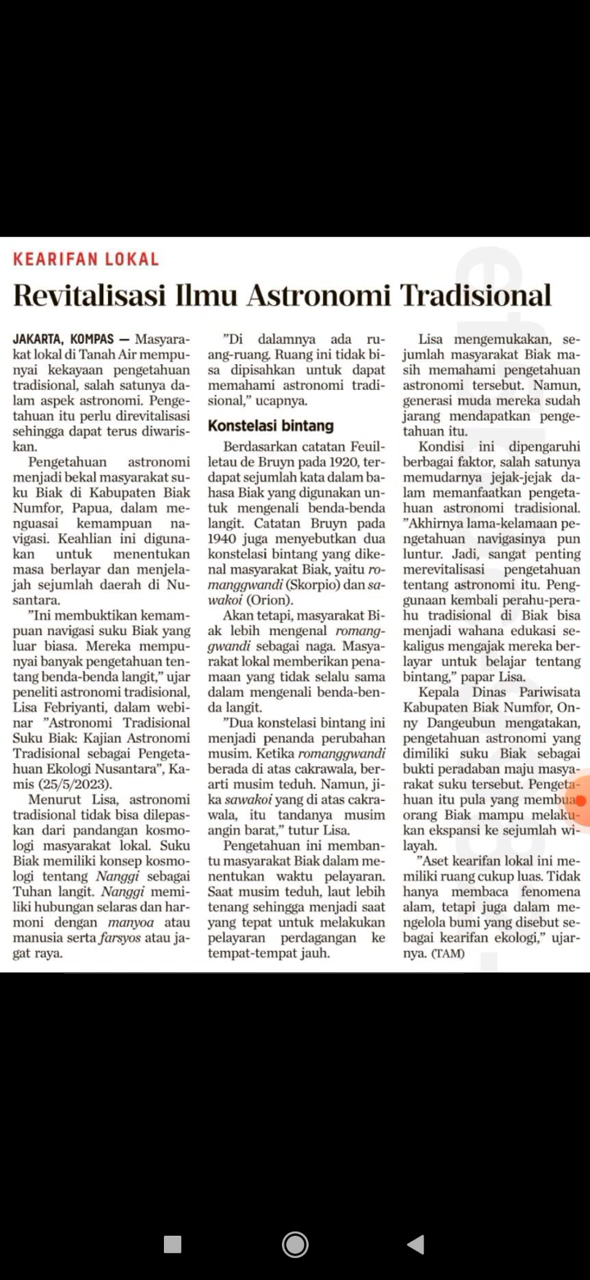 KEARIFAN LOKAL
Revitalisasi Ilmu Astronomi Tradisional
JAKARTA, KOMPAS — Masyara-
kat lokal di Tanah Air mempu-
nyai kekayaan pengetahuan
tradisional, salah satunya da-
lam aspek astronomi. Penge-
tahuan itu perlu direvitalisasi
sehingga dapat terus diwaris-
kan.
Pengetahuan astronomi
menjadi bekal masyarakat su-
ku Biak di Kabupaten Biak
Numfor, Papua, dalam me-
nguasai kemampuan na-
vigasi. Keahlian ini diguna-
kan untuk menentukan
masa berlayar dan menjela-
jah sejumlah daerah di Nu-
santara.
"Ini membuktikan kemam-
puan navigasi suku Biak yang
luar biasa. Mereka mempu-
nyai banyak pengetahuan ten-
tang benda-benda langit," ujar
peneliti astronomi tradisional,
Lisa Febriyanti, dalam webi-
nar "Astronomi Tradisional
Suku Biak: Kajian Astronomi
Tradisional sebagai Pengeta-
huan Ekologi Nusantara", Ka-
mis (25/5/2023).
Menurut Lisa, astronomi
tradisional tidak bisa dilepas-
kan dari pandangan kosmo-
logi masyarakat lokal. Suku
Biak memiliki konsep kosmo-
logi tentang Nanggi sebagai
Tuhan langit. Nanggi memi-
liki hubungan selaras dan har-
moni dengan manyoa atau
manusia serta farsyos atau ja-
gat raya.
"Di dalamnya ada ru-
ang-ruang. Ruang ini tidak bi-
sa dipisahkan untuk dapat
memahami astronomi tradi-
sional," ucapnya.
Konstelasi bintang
Berdasarkan catatan Feuil-
letau de Bruyn pada 1920, ter-
dapat sejumlah kata dalam ba-
hasa Biak yang digunakan un-
tuk mengenali benda-benda
langit. Catatan Bruyn pada
1940 juga menyebutkan dua
konstelasi bintang yang dike-
nal masyarakat Biak, yaitu ro-
manggwandi (Skorpio) dan sa-
wakoi (Orion).
Akan tetapi, masyarakat Bi-
ak lebih mengenal romang-
gwandi sebagai naga. Masya-
rakat lokal memberikan pena-
maan yang tidak selalu sama
dalam mengenali benda-ben-
da langit.
"Dua konstelasi bintang ini
menjadi penanda perubahan
musim. Ketika romanggwandi
berada di atas cakrawala, ber-
arti musim teduh. Namun, ji-
ka sawakoi yang di atas cakra-
wala, itu tandanya musim
angin barat," tutur Lisa.
Pengetahuan ini memban-
tu masyarakat Biak dalam me-
nentukan waktu pelayaran.
Saat musim teduh, laut lebih
tenang sehingga menjadi saat
yang tepat untuk melakukan
pelayaran perdagangan ke
tempat-tempat jauh.
Lisa mengemukakan, se-
jumlah masyarakat Biak ma-
sih memahami pengetahuan
astronomi tersebut. Namun,
generasi muda mereka sudah
jarang mendapatkan penge-
tahuan itu.
Kondisi ini dipengaruhi
berbagai faktor, salah satunya
memudarnya jejak-jejak da-
lam memanfaatkan pengeta-
huan astronomi tradisional.
"Akhirnya lama-kelamaan pe-
ngetahuan navigasinya pun
luntur. Jadi, sangat penting
merevitalisasi pengetahuan
tentang astronomi itu. Peng-
gunaan kembali perahu-pera-
hu tradisional di Biak bisa
menjadi wahana edukasi se-
kaligus mengajak mereka ber-
layar untuk belajar tentang
bintang," papar Lisa.
Kepala Dinas Pariwisata
Kabupaten Biak Numfor, On-
ny Dangeubun mengatakan,
pengetahuan astronomi yang
dimiliki suku Biak sebagai
bukti peradaban maju masya-
rakat suku tersebut. Pengeta-
huan itu pula yang membuat
orang Biak mampu melaku-
kan ekspansi ke sejumlah wi-
layah.
"Aset kearifan lokal ini me-
miliki ruang cukup luas. Tidak
hanya membaca fenomena
alam, tetapi juga dalam me-
ngelola bumi yang disebut se-
bagai kearifan ekologi," ujar-
nya. (TAM)